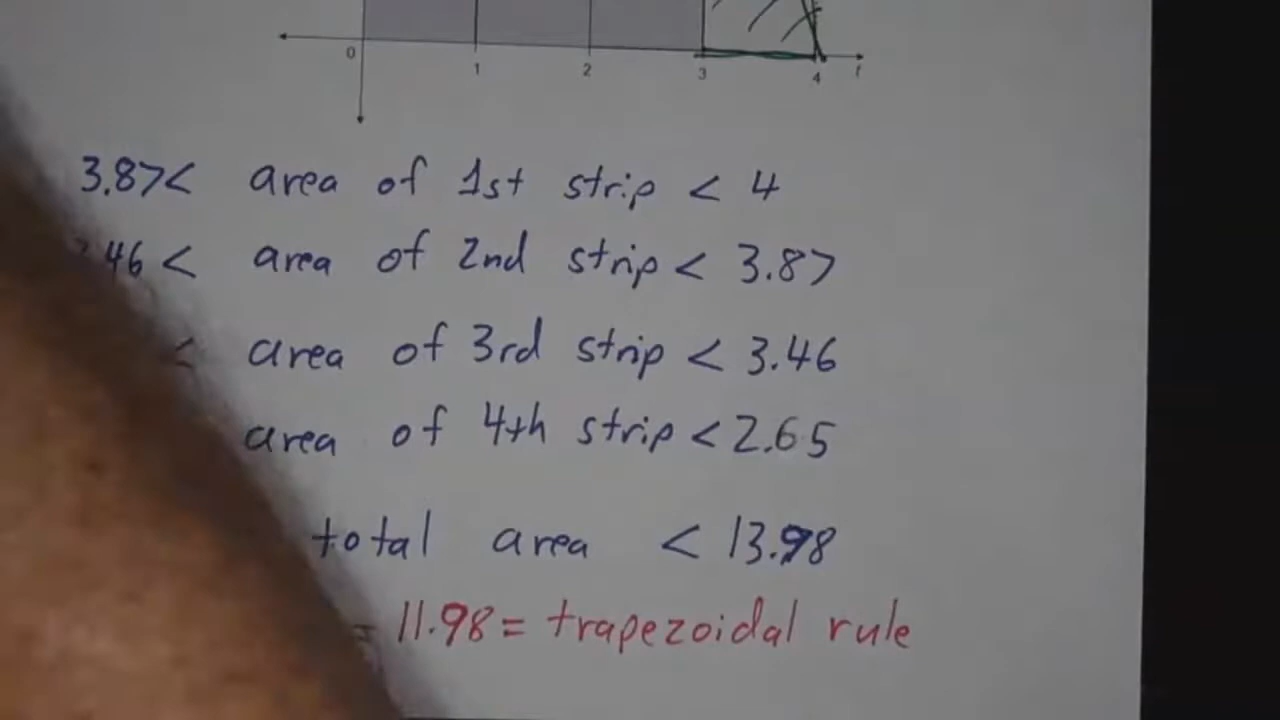 0 1 2 3 4 t
3.87< area of 1st strip < 4
.46 < area of 2nd strip < 3.87
< area of 3rd strip < 3.46
area of 4th strip < 2.65
total area < 13.98
= 11.98 = trapezoidal rule